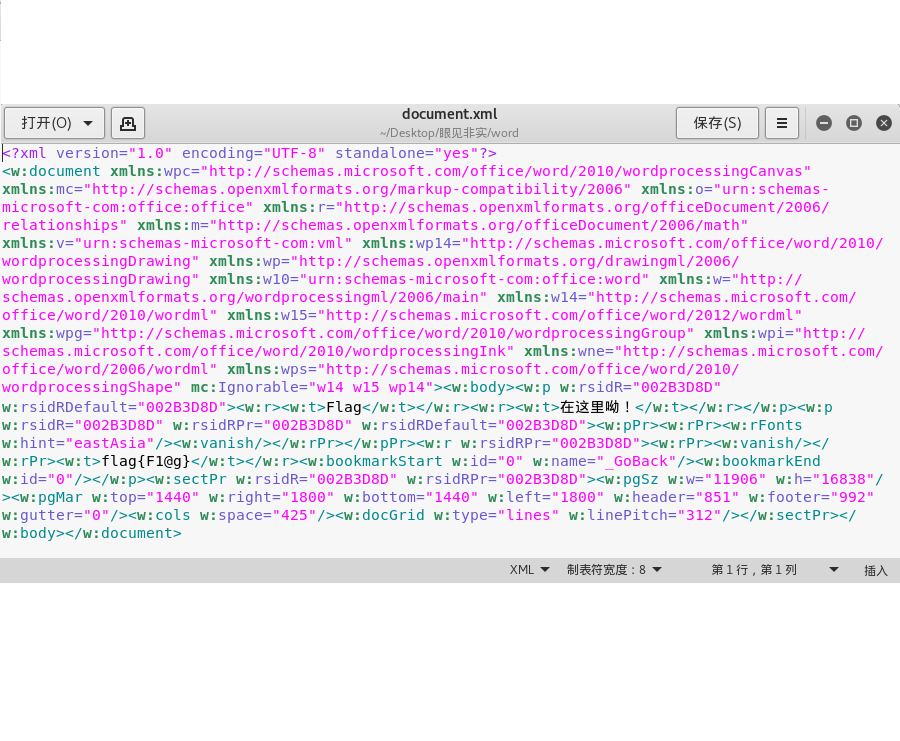 打开(O)
document.xml
~/Desktop/眼见非实/word
保存(S)
<?xml version="1.0" encoding="UTF-8" standalone="yes"?>
<w:document xmlns:wpc="http://schemas.microsoft.com/office/word/2010/wordprocessingCanvas"
xmlns:mc="http://schemas.openxmlformats.org/markup-compatibility/2006" xmlns:o="urn:schemas-
microsoft-com:office:office" xmlns:r="http://schemas.openxmlformats.org/officeDocument/2006/
relationships" xmlns:m="http://schemas.openxmlformats.org/officeDocument/2006/math"
xmlns:v="urn:schemas-microsoft-com:vml" xmlns:wp14="http://schemas.microsoft.com/office/word/2010/
wordprocessingDrawing" xmlns:wp="http://schemas.openxmlformats.org/drawingml/2006/
wordprocessingDrawing" xmlns:w10="urn:schemas-microsoft-com:office:word" xmlns:w="http://
schemas.openxmlformats.org/wordprocessingml/2006/main" xmlns:w14="http://schemas.microsoft.com/
office/word/2010/wordml" xmlns:w15="http://schemas.microsoft.com/office/word/2012/wordml"
xmlns:wpg="http://schemas.microsoft.com/office/word/2010/wordprocessingGroup" xmlns:wpi="http://
schemas.microsoft.com/office/word/2010/wordprocessingInk" xmlns:wne="http://schemas.microsoft.com/
office/word/2006/wordml" xmlns:wps="http://schemas.microsoft.com/office/word/2010/
wordprocessingShape" mc:Ignorable="w14 w15 wp14"><w:body><w:p w:rsidR="002B3D8D"
w:rsidRDefault="002B3D8D"><w:r><w:t>Flag</w:t></w:r><w:r><w:t>在这里呦！</w:t></w:r></w:p><w:p
w:rsidR="002B3D8D" w:rsidRPr="002B3D8D" w:rsidRDefault="002B3D8D"><w:pPr><w:rPr><w:rFonts
w:hint="eastAsia"/><w:vanish/></w:rPr></w:pPr><w:r w:rsidRPr="002B3D8D"><w:rPr><w:vanish/></
w:rPr><w:t>flag{F1@g}</w:t></w:r><w:bookmarkStart w:id="0" w:name="_GoBack"/><w:bookmarkEnd
w:id="0"/></w:p><w:sectPr w:rsidR="002B3D8D" w:rsidRPr="002B3D8D"><w:pgSz w:w="11906" w:h="16838"/
><w:pgMar w:top="1440" w:right="1800" w:bottom="1440" w:left="1800" w:header="851" w:footer="992"
w:gutter="0"/><w:cols w:space="425"/><w:docGrid w:type="lines" w:linePitch="312"/></w:sectPr></
w:body></w:document>
XML 制表符宽度：8 第 1 行，第 1 列 插入